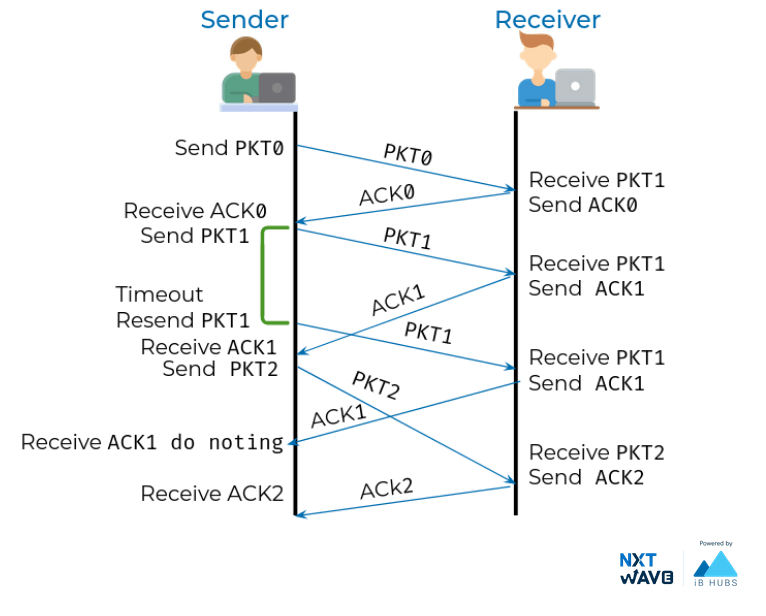 Sender
Receiver
Send PKT0
PKT0
Receive PKT1
Send ACK0
ACK0
Receive ACK0
Send PKT1
PKT1
Receive PKT1
Send ACK1
ACK1
Timeout
Resend PKT1
PKT1
Receive ACK1
Send PKT2
Receive PKT1
Send ACK1
PKT2
ACK1
Receive ACK1 do noting
Receive PKT2
Send ACK2
ACK2
Receive ACK2
Powered by
NXT
WAVE
iB HUBS